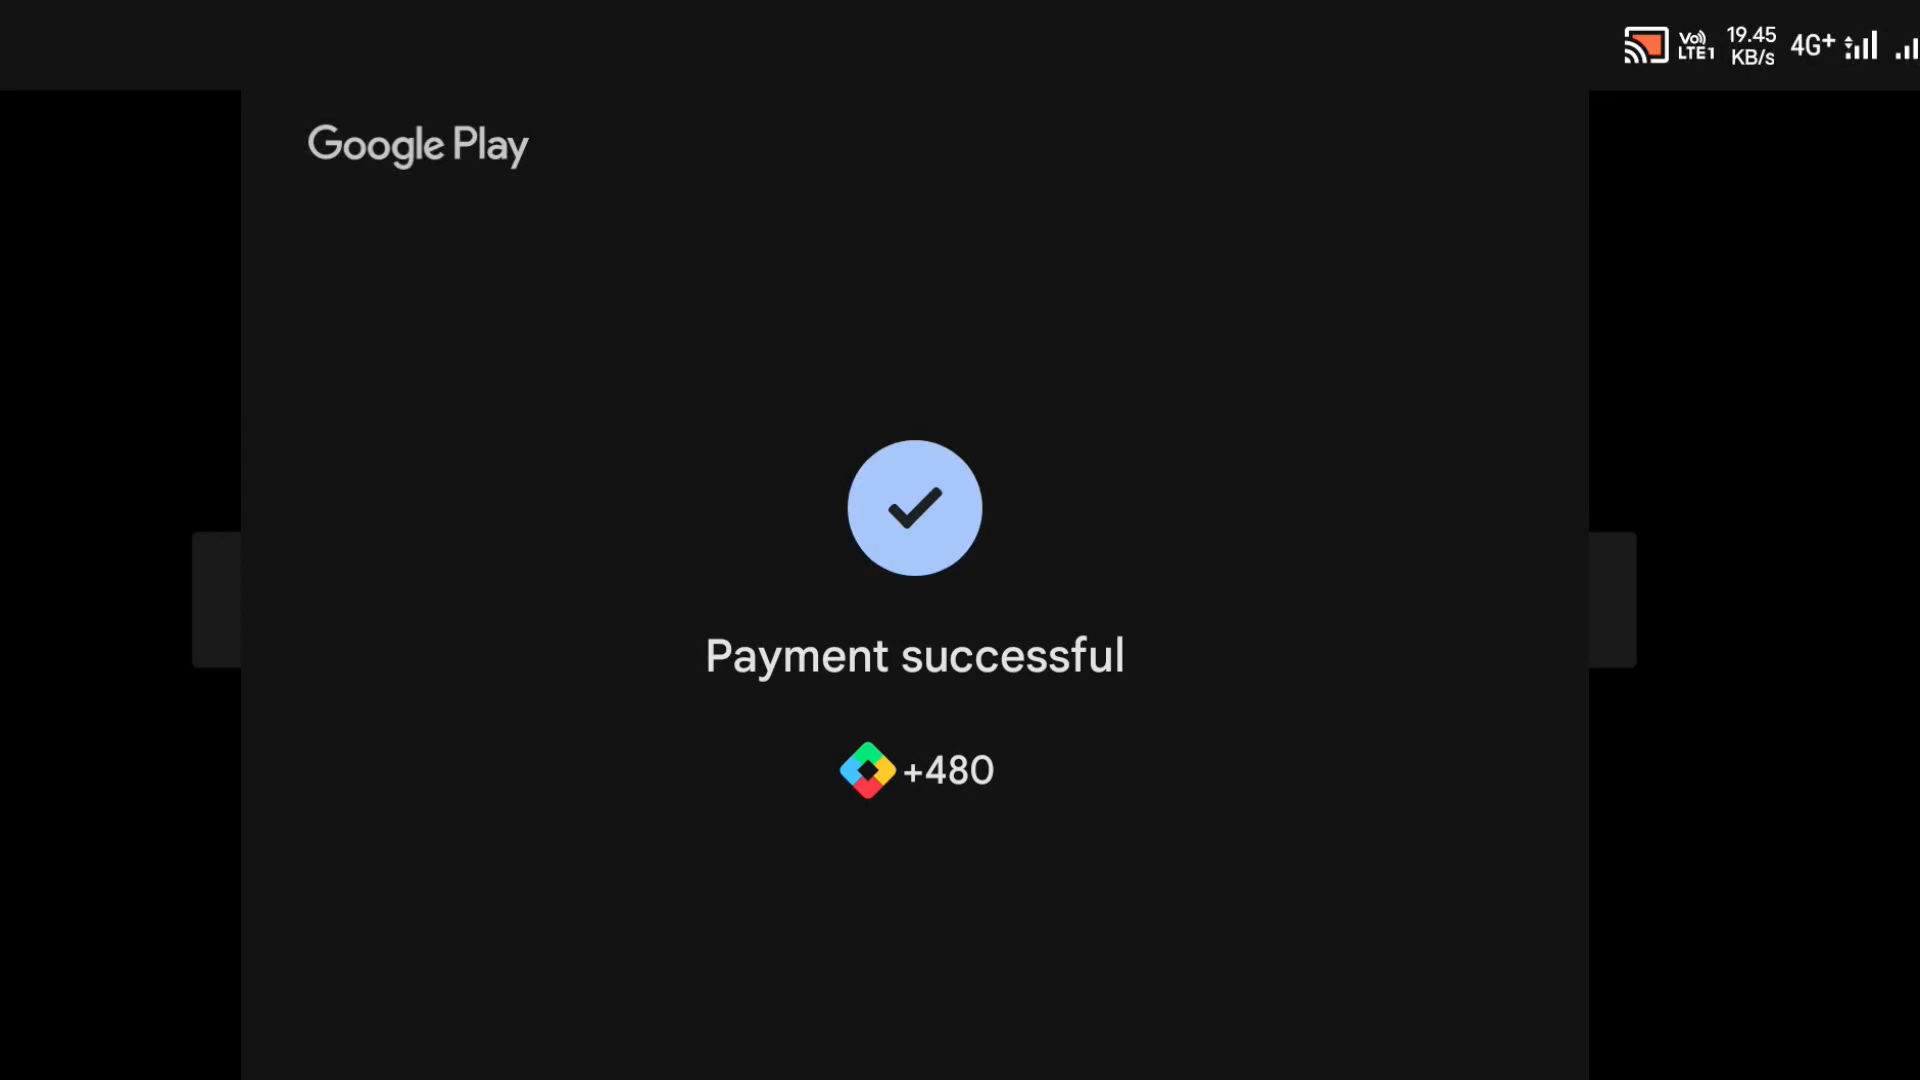 Vo)) 19.45
LTE1 KB/s 4G+
Google Play
Payment successful
+480